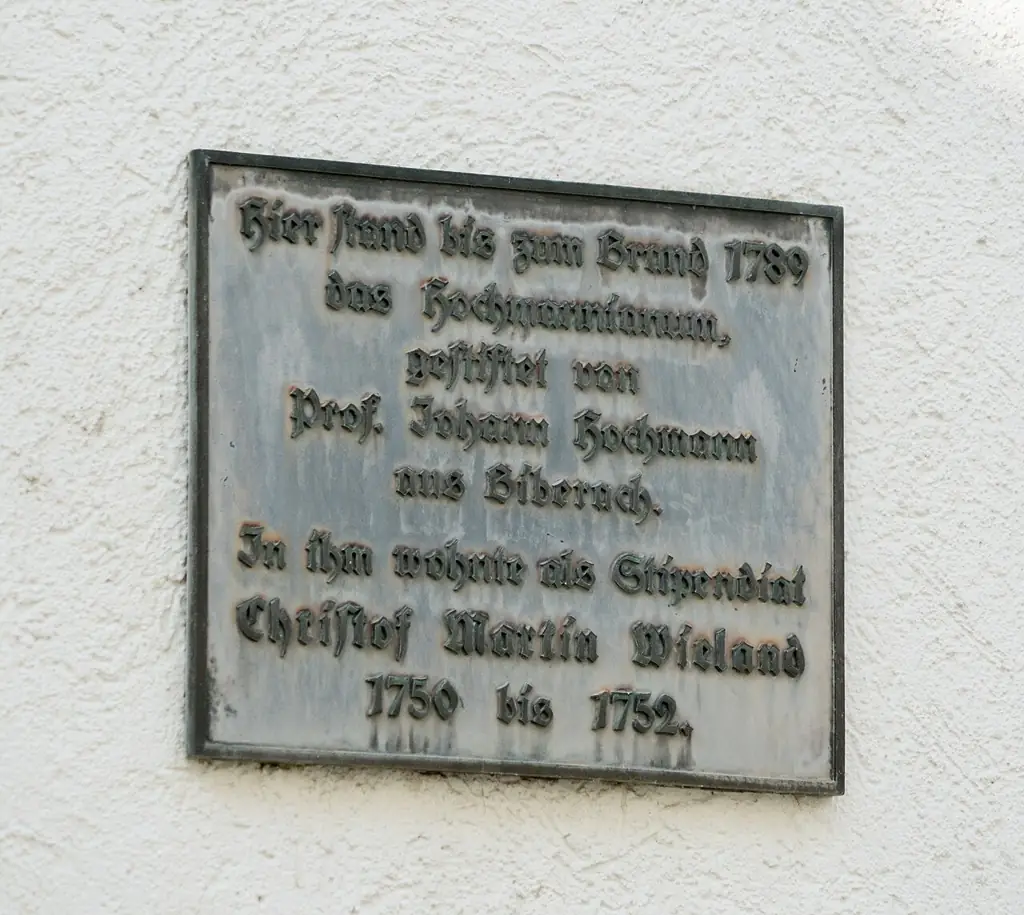 Hier stand bis zum Brand 1789
das Hochmanntanum,
gestiftet von
Prof. Johann Hochmann
aus Biberach.
In ihm wohnte als Stipendiat
Christof Martin Wieland
1750 bis 1752.